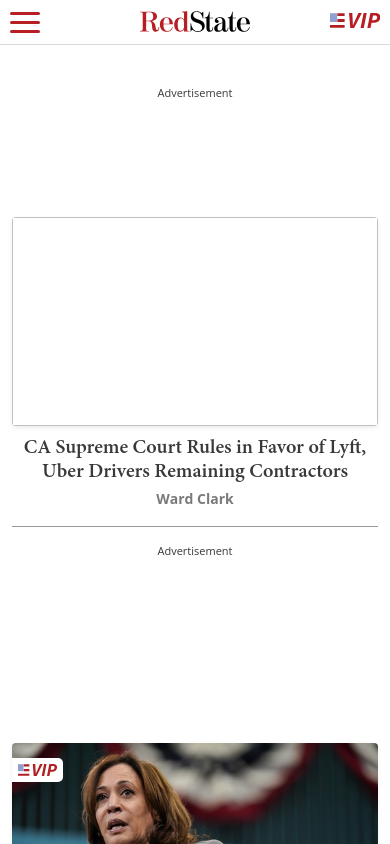 RedState
VIP
Advertisement
CA Supreme Court Rules in Favor of Lyft,
Uber Drivers Remaining Contractors
Ward Clark
Advertisement
VIP